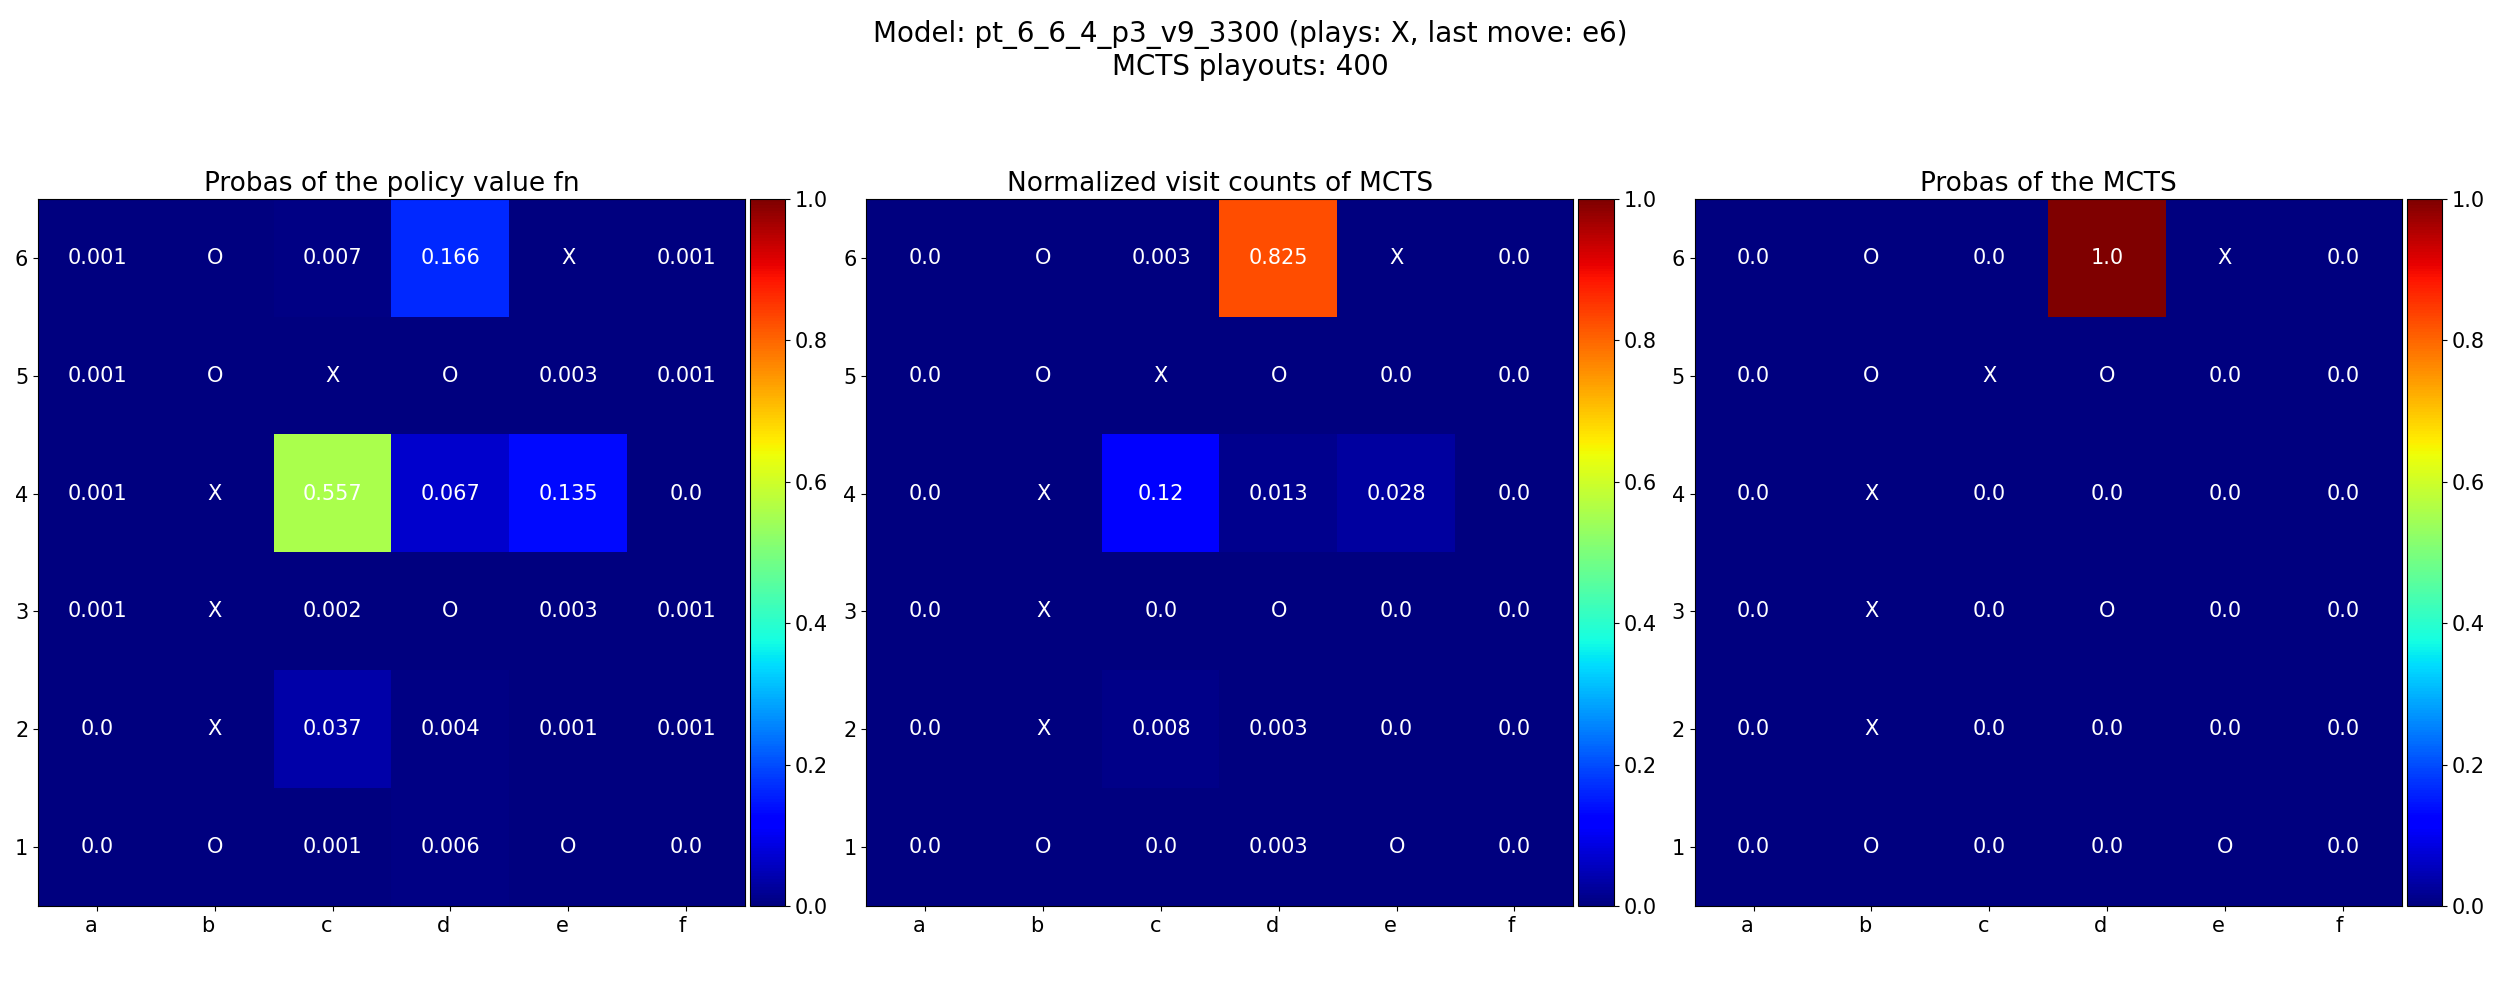 Model: pt_6_6_4_p3_v9_3300 (plays: X, last move: e6)
MCTS playouts: 400
Probas of the policy value fn
6 0.001 O 0.007 0.166 X 0.001
5 0.001 O X O 0.003 0.001
4 0.001 X 0.557 0.067 0.135 0.0
3 0.001 X 0.002 O 0.003 0.001
2 0.0 X 0.037 0.004 0.001 0.001
1 0.0 O 0.001 0.006 O 0.0
a b c d e f
1.0
0.8
0.6
0.4
0.2
0.0
Normalized visit counts of MCTS
6 0.0 O 0.003 0.825 X 0.0
5 0.0 O X O 0.0 0.0
4 0.0 X 0.12 0.013 0.028 0.0
3 0.0 X 0.0 O 0.0 0.0
2 0.0 X 0.008 0.003 0.0 0.0
1 0.0 O 0.0 0.003 O 0.0
a b c d e f
1.0
0.8
0.6
0.4
0.2
0.0
Probas of the MCTS
6 0.0 O 0.0 1.0 X 0.0
5 0.0 O X O 0.0 0.0
4 0.0 X 0.0 0.0 0.0 0.0
3 0.0 X 0.0 O 0.0 0.0
2 0.0 X 0.0 0.0 0.0 0.0
1 0.0 O 0.0 0.0 O 0.0
a b c d e f
1.0
0.8
0.6
0.4
0.2
0.0